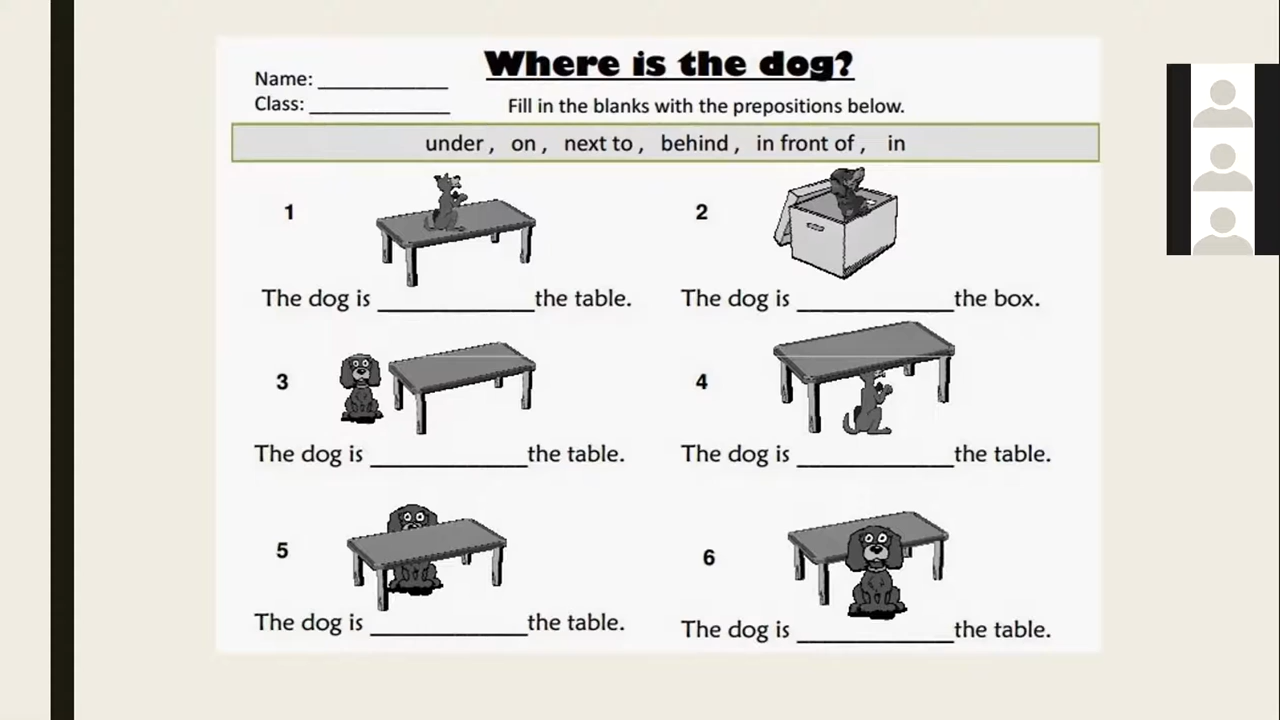 Where is the dog?
Name: ____________
Class: _____________
Fill in the blanks with the prepositions below.
under , on , next to , behind , in front of , in
1
2
The dog is ____________ the table.
The dog is ____________ the box.
3
4
The dog is ____________ the table.
The dog is ____________ the table.
5
6
The dog is ____________ the table.
The dog is ____________ the table.